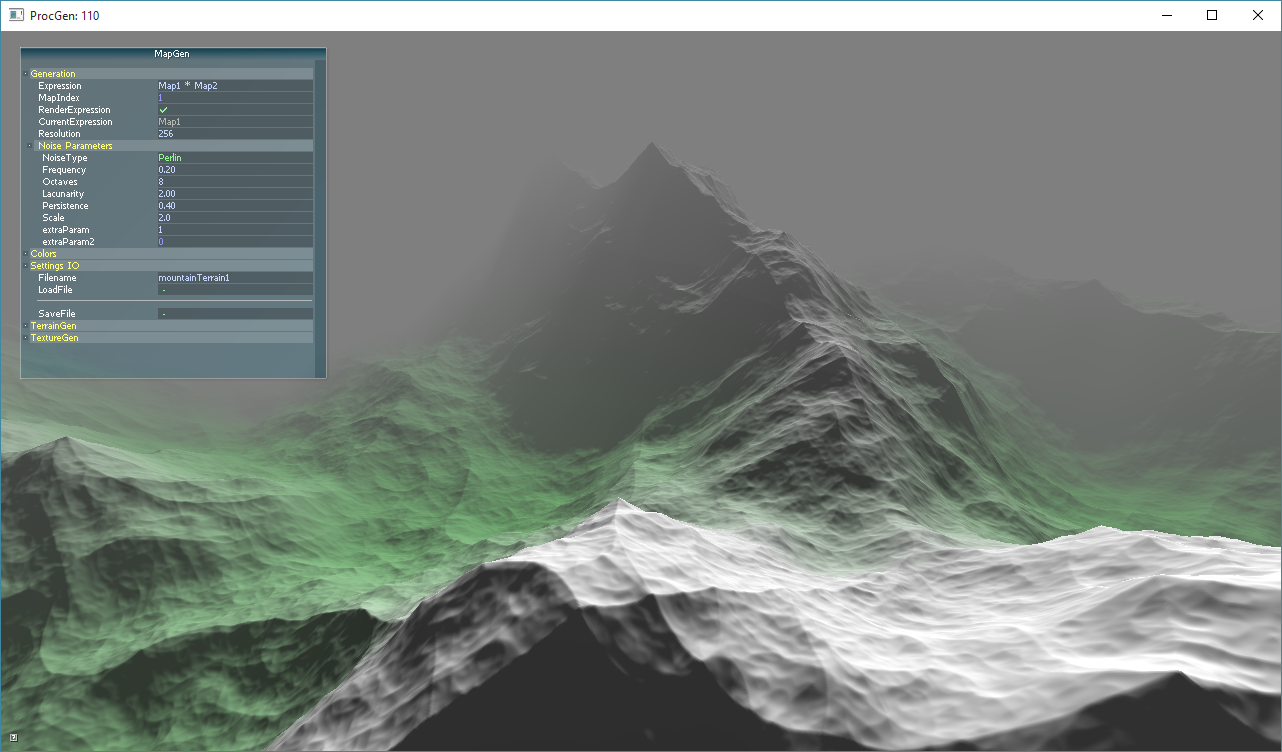 ProcGen: 110
MapGen
Generation
Expression Map1 * Map2
MapIndex 1
RenderExpression ✓
CurrentExpression Map1
Resolution 256
Noise Parameters
NoiseType Perlin
Frequency 0.20
Octaves 8
Lacunarity 2.00
Persistence 0.40
Scale 2.0
extraParam 1
extraParam2 0
Colors
Settings IO
Filename mountainTerrain1
LoadFile -
SaveFile -
TerrainGen
TextureGen
?